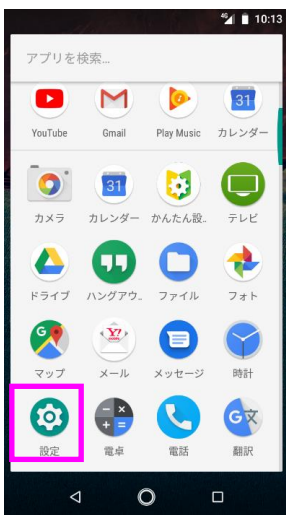 4G 10:13
アプリを検索...
YouTube Gmail Play Music カレンダー
31
31
カメラ カレンダー かんたん設.. テレビ
ドライブ ハングアウ.. ファイル フォト
G Y!
マップ メール メッセージ 時計
G文
設定 電卓 電話 翻訳